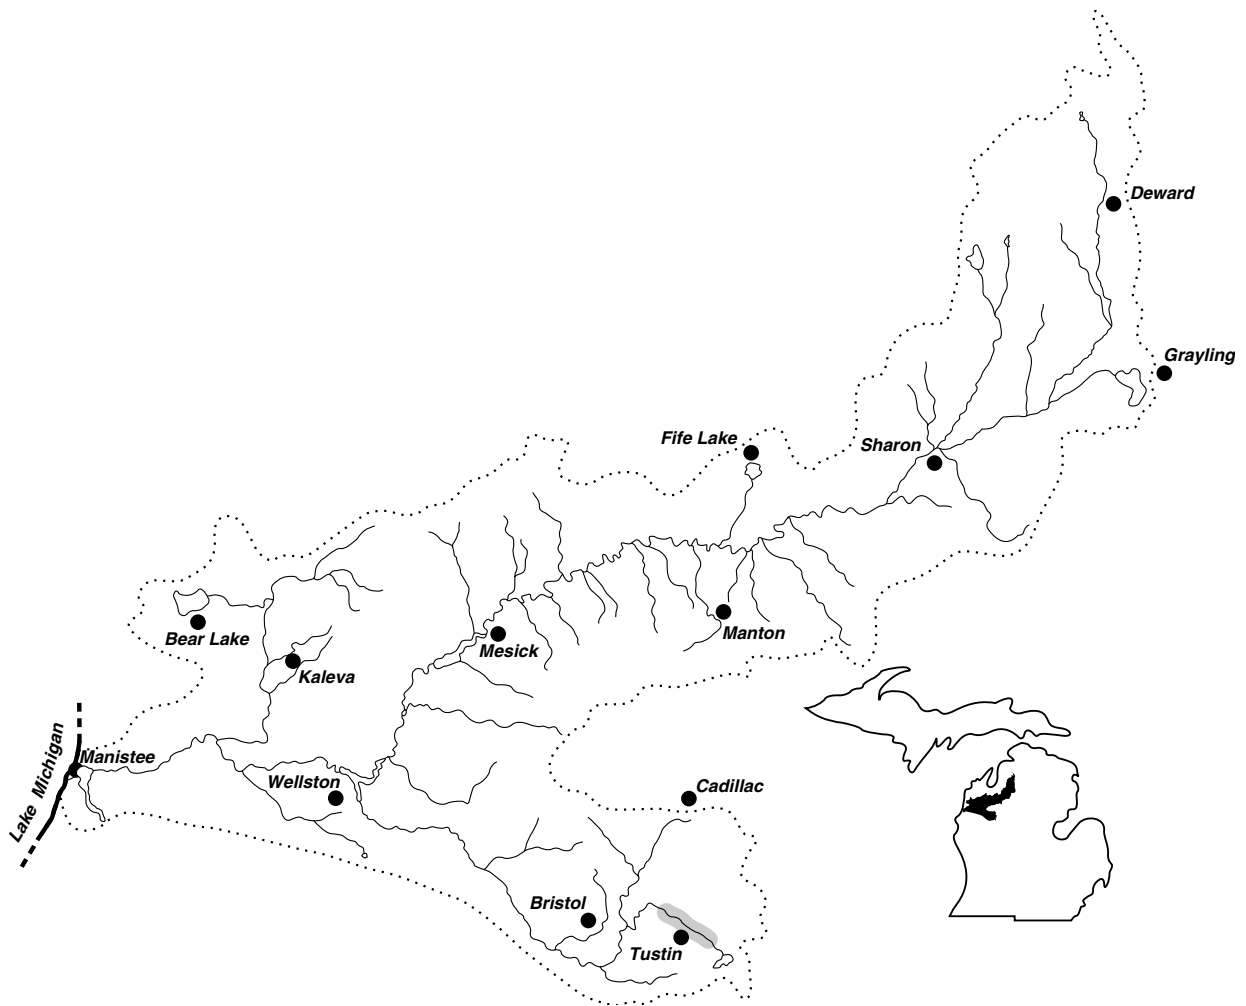 Deward
Grayling
Fife Lake
Sharon
Bear Lake
Manton
Mesick
Kaleva
Lake Michigan
Manistee
Wellston
Cadillac
Bristol
Tustin